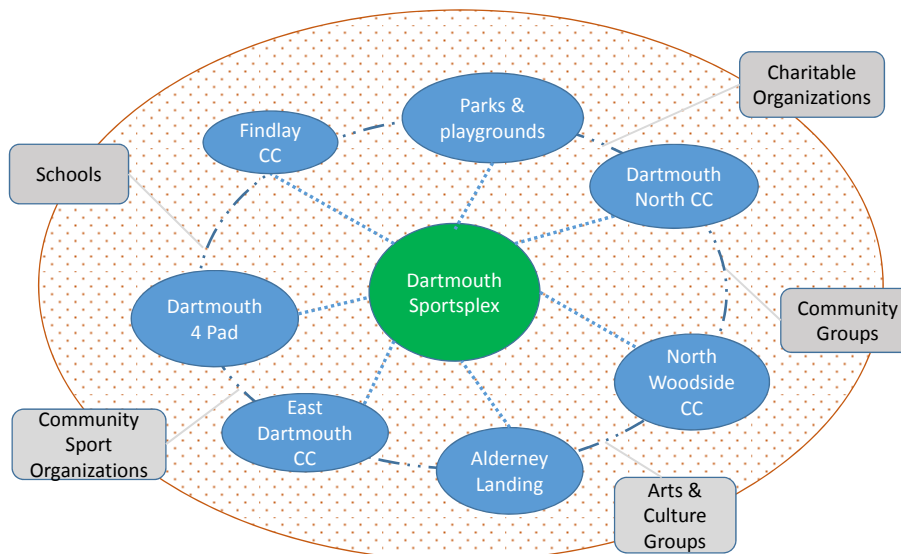 Charitable
Organizations
Parks &
playgrounds
Findlay
CC
Schools
Dartmouth
North CC
Dartmouth
Sportsplex
Dartmouth
4 Pad
Community
Groups
North
Woodside
CC
East
Dartmouth
CC
Community
Sport
Organizations
Alderney
Landing
Arts &
Culture
Groups